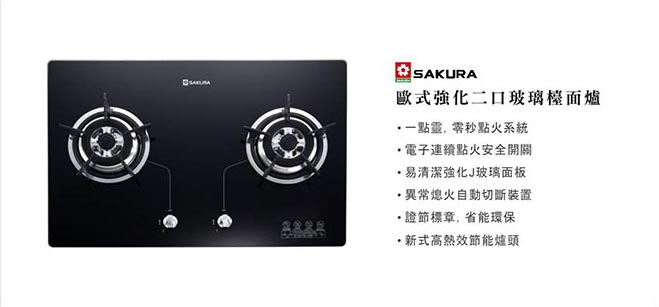 SAKURA
SAKURA
歐式強化二口玻璃檯面爐
•一點靈, 零秒點火系統
•電子連續點火安全開關
•易清潔強化J玻璃面板
•異常熄火自動切斷裝置
•證節標章, 省能環保
•新式高熱效節能爐頭